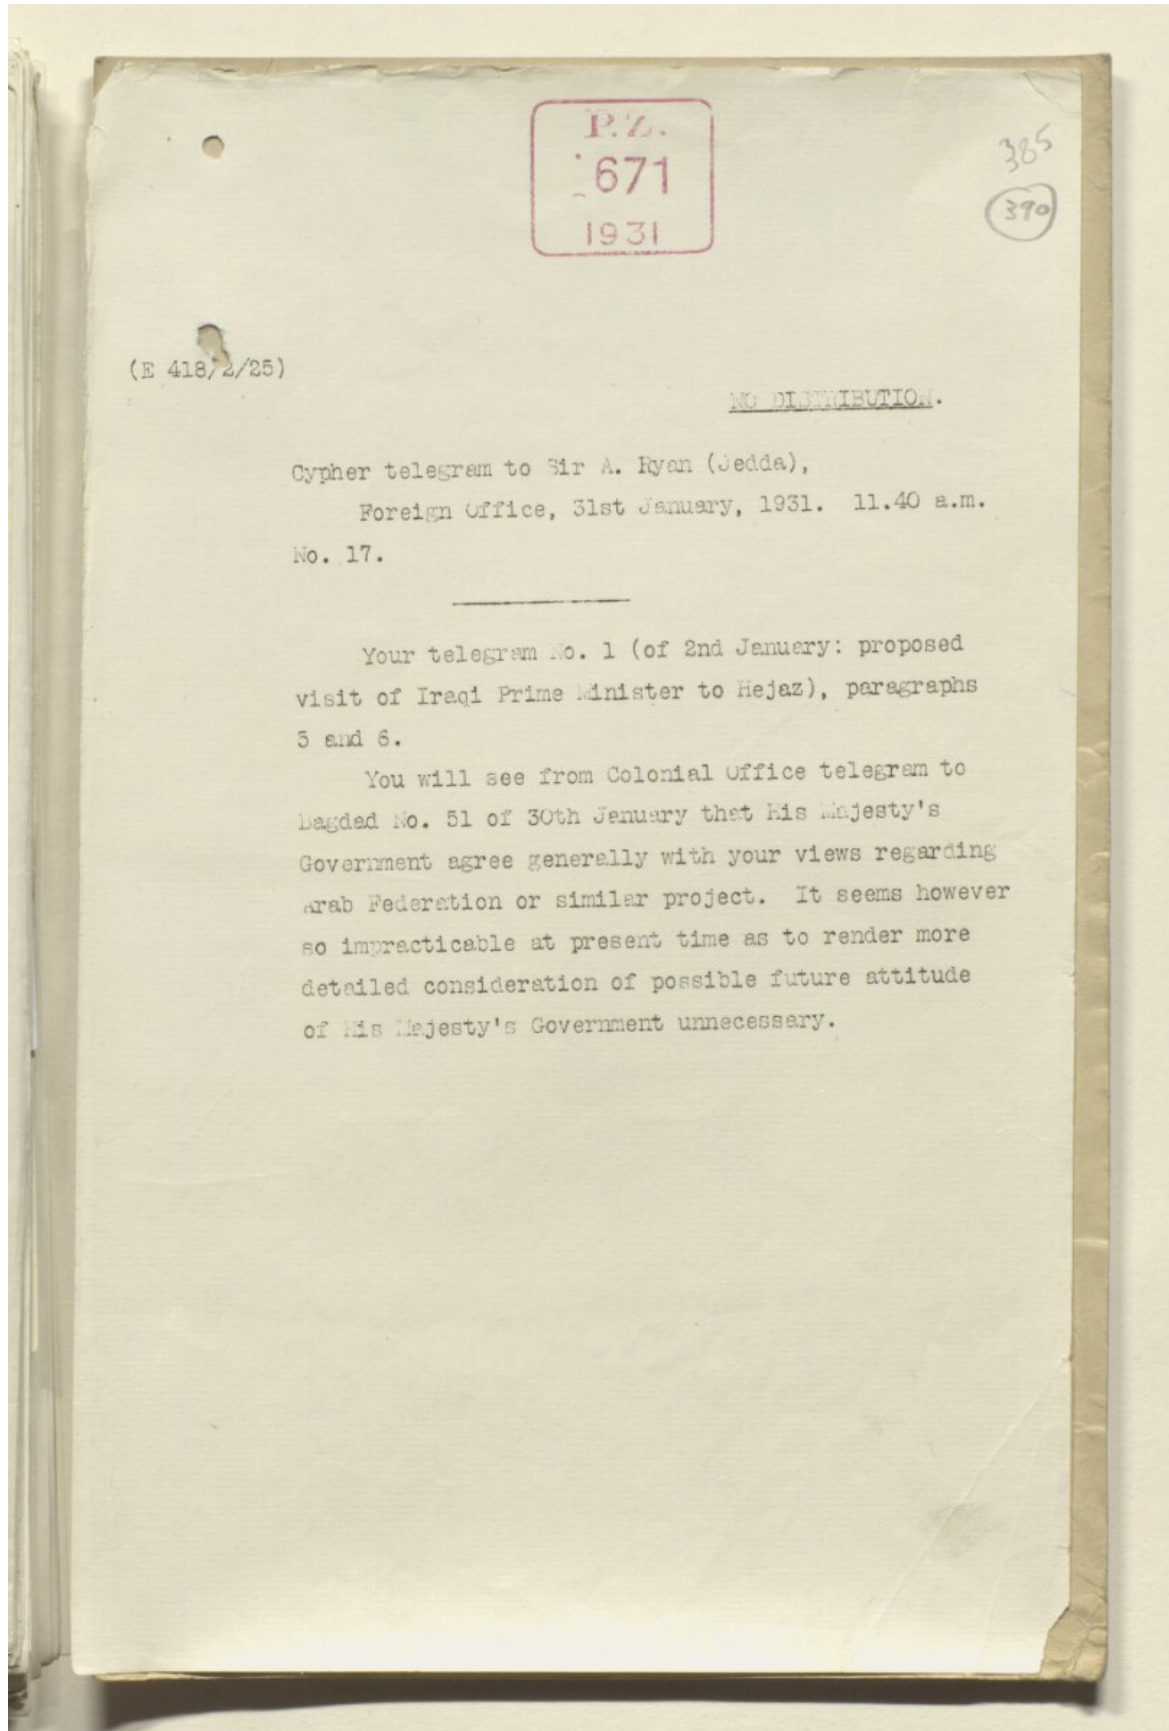 P.Z.
671
1931
385
390
(E 418/2/25)
NO DISTRIBUTION.
Cypher telegram to Sir A. Ryan (Jedda),
Foreign Office, 31st January, 1931. 11.40 a.m.
No. 17.
Your telegram No. 1 (of 2nd January: proposed
visit of Iraqi Prime Minister to Hejaz), paragraphs
5 and 6.
You will see from Colonial Office telegram to
Bagdad No. 51 of 30th January that His Majesty's
Government agree generally with your views regarding
Arab Federation or similar project. It seems however
so impracticable at present time as to render more
detailed consideration of possible future attitude
of His Majesty's Government unnecessary.